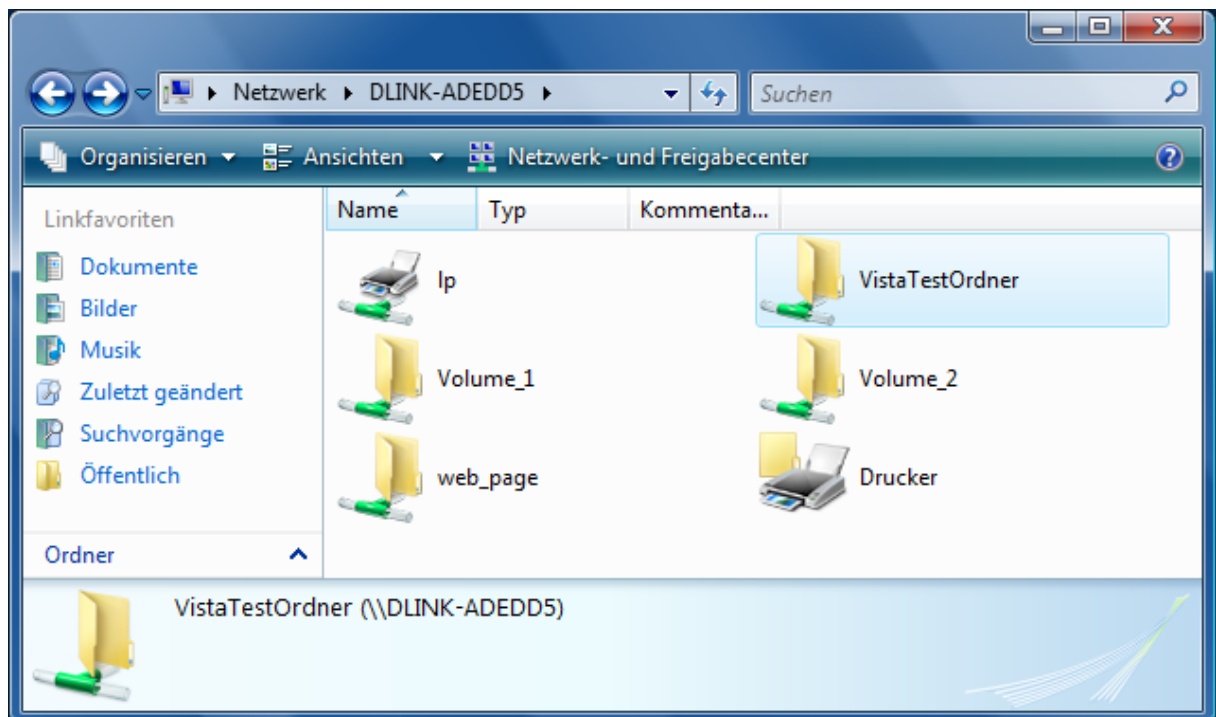 Netzwerk DLINK-ADEDD5 Suchen
Organisieren Ansichten Netzwerk- und Freigabecenter ?
Linkfavoriten
Dokumente
Bilder
Musik
Zuletzt geändert
Suchvorgänge
Öffentlich
Ordner
Name Typ Kommenta...
lp VistaTestOrdner
Volume_1 Volume_2
web_page Drucker
VistaTestOrdner (\\DLINK-ADEDD5)